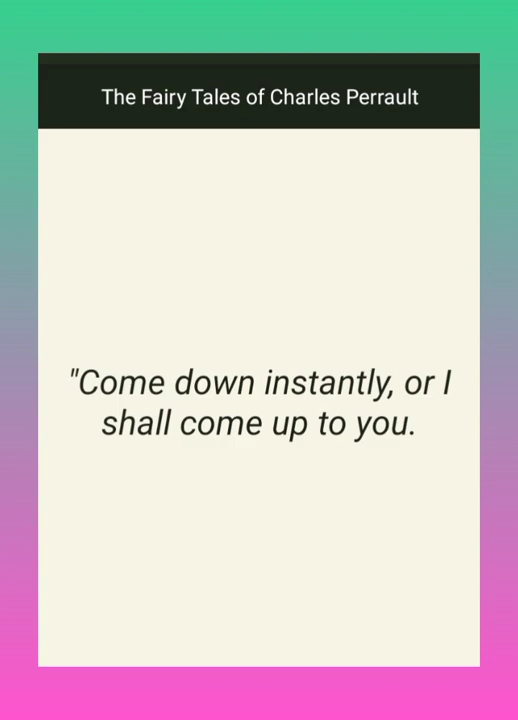 The Fairy Tales of Charles Perrault
"Come down instantly, or I
shall come up to you.